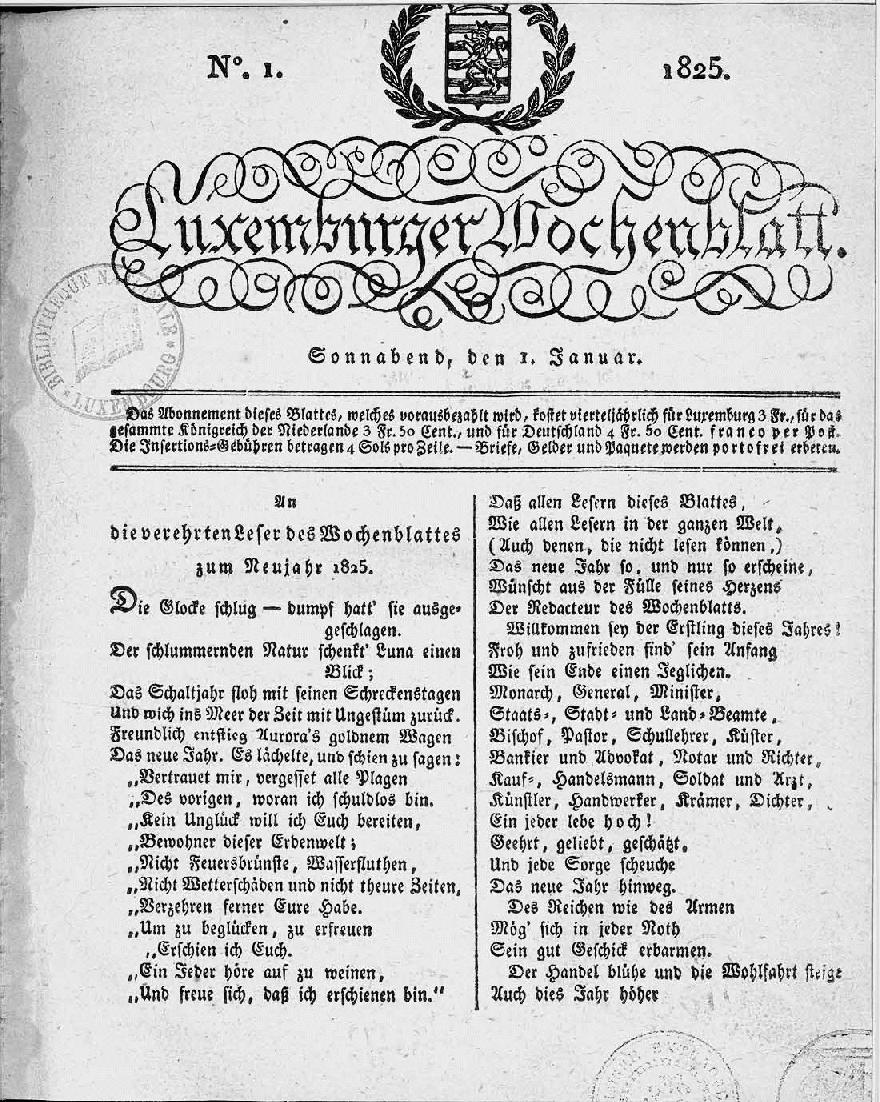 Nº. 1.
1825.
Luxemburger Wochenblatt.
Sonnabend, den 1. Januar.
BIBLIOTHEQUE
LUXEMBOURG
Das Abonnement dieses Blattes, welches vorausbezahlt wird, kostet vierteljährlich für Luxemburg 3 Fr., für das
gesammte Königreich der Niederlande 3 Fr. 50 Cent., und für Deutschland 4 Fr. 50 Cent. franco per Post.
Die Insertions-Gebühren betragen 4 Sols pro Zeile. — Briefe, Gelder und Paquete werden portofrei erbeten.
An
die verehrten Leser des Wochenblattes
zum Neujahr 1825.
Die Glocke schlug — dumpf hatt' sie ausge-
geschlagen.
Der schlummernden Natur schenkt' Luna einen
Blick;
Das Schaltjahr floh mit seinen Schreckenstagen
Und wich ins Meer der Zeit mit Ungestüm zurück.
Freundlich entstieg Aurora's goldnem Wagen
Das neue Jahr. Es lächelte, und schien zu sagen:
„Vertrauet mir, vergesset alle Plagen
„Des vorigen, woran ich schuldlos bin.
„Kein Unglück will ich Euch bereiten,
„Bewohner dieser Erdenwelt;
„Nicht Feuersbrünste, Wasserfluthen,
„Nicht Wetterschäden und nicht theure Zeiten,
„Verzehren ferner Eure Habe.
„Um zu beglücken, zu erfreuen
„Erschien ich Euch.
„Ein Jeder höre auf zu weinen,
„Und freue sich, daß ich erschienen bin.“
Daß allen Lesern dieses Blattes,
Wie allen Lesern in der ganzen Welt,
(Auch denen, die nicht lesen können,)
Das neue Jahr so, und nur so erscheine,
Wünscht aus der Fülle seines Herzens
Der Redacteur des Wochenblatts.
Willkommen sey der Erstling dieses Jahres!
Froh und zufrieden find' sein Anfang
Wie sein Ende einen Jeglichen.
Monarch, General, Minister,
Staats-, Stadt- und Land-Beamte,
Bischof, Pastor, Schullehrer, Küster,
Bankier und Advokat, Notar und Richter,
Kauf-, Handelsmann, Soldat und Arzt,
Künstler, Handwerker, Krämer, Dichter,
Ein jeder lebe hoch!
Geehrt, geliebt, geschätzt,
Und jede Sorge scheuche
Das neue Jahr hinweg.
Des Reichen wie des Armen
Mög' sich in jeder Noth
Sein gut Geschick erbarmen.
Der Handel blühe und die Wohlfahrt steige
Auch dies Jahr höher